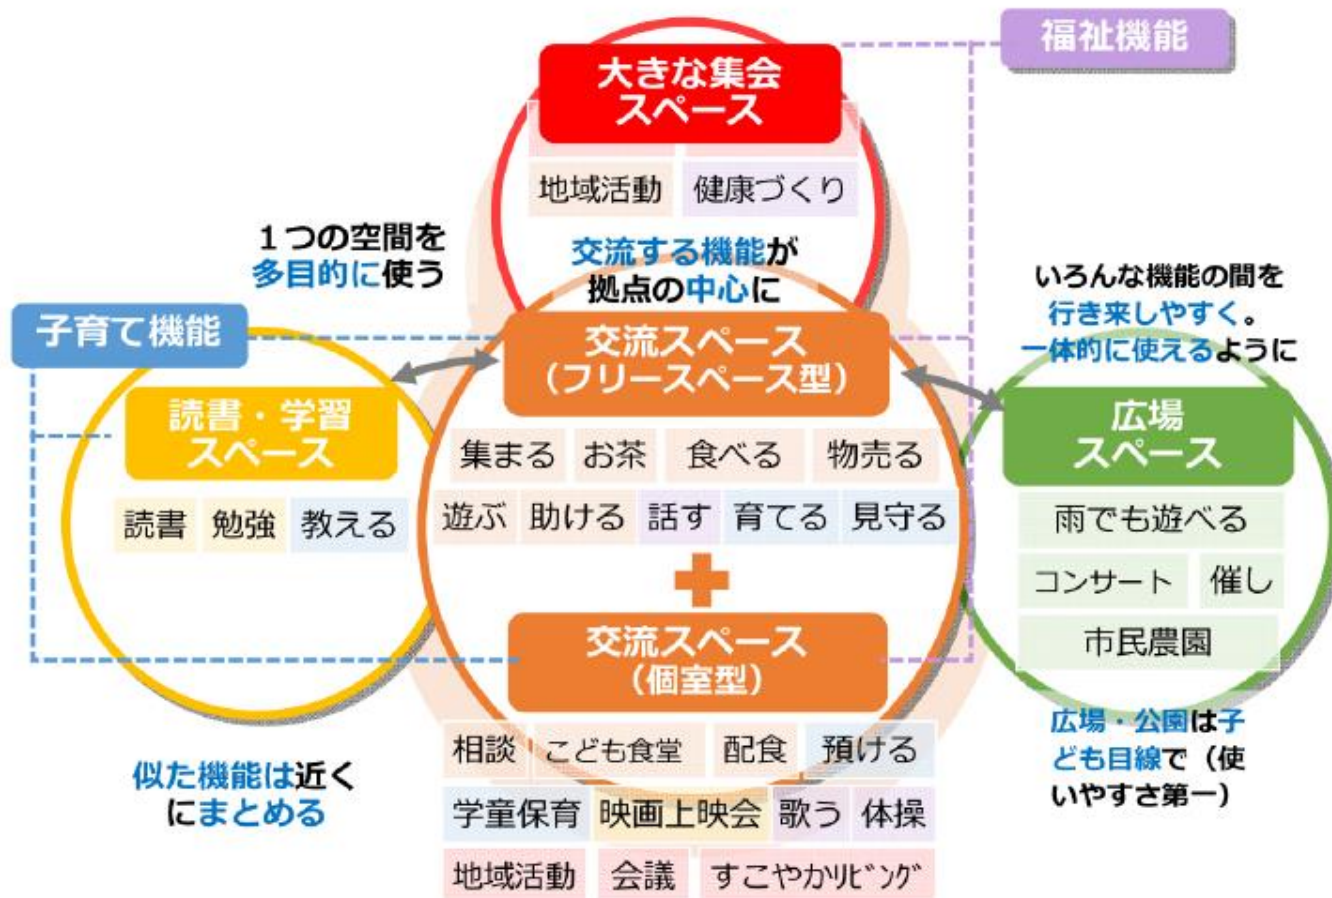 福祉機能
大きな集会
スペース
地域活動 健康づくり
１つの空間を
多目的に使う
交流する機能が
拠点の中心に
いろんな機能の間を
行き来しやすく。
一体的に使えるように
子育て機能
交流スペース
（フリースペース型）
読書・学習
スペース
広場
スペース
集まる お茶 食べる 物売る
遊ぶ 助ける 話す 育てる 見守る
読書 勉強 教える
雨でも遊べる
コンサート 催し
市民農園
交流スペース
（個室型）
相談 こども食堂 配食 預ける
学童保育 映画上映会 歌う 体操
地域活動 会議 すこやかﾘﾋﾞﾝｸﾞ
似た機能は近く
にまとめる
広場・公園は子
ども目線で（使
いやすさ第一）